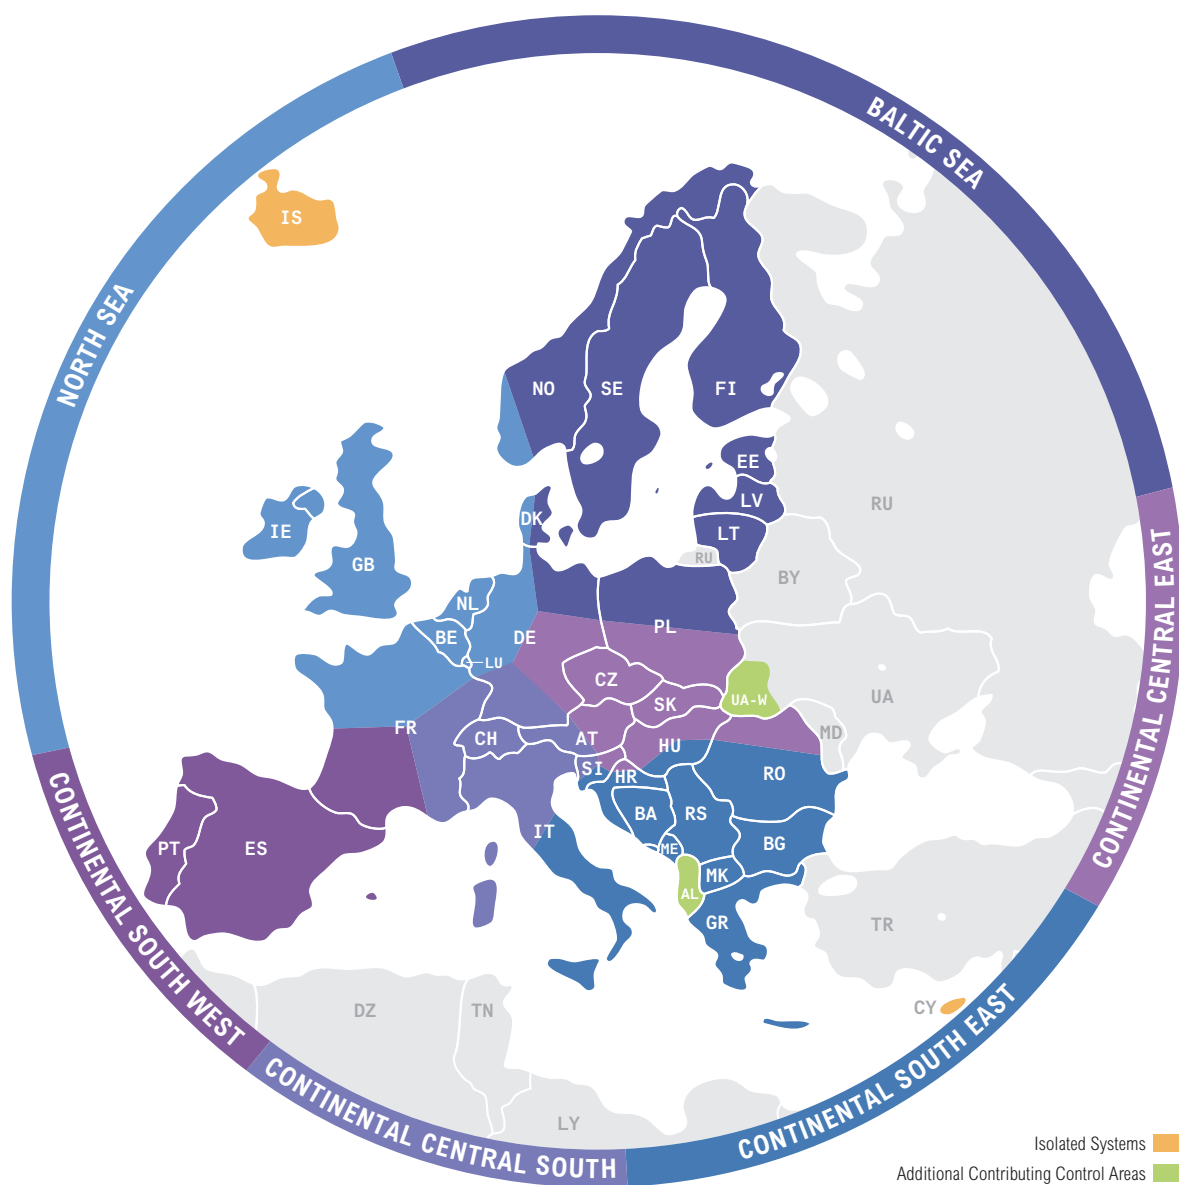 BALTIC SEA
NORTH SEA
CONTINENTAL CENTRAL EAST
CONTINENTAL SOUTH WEST
CONTINENTAL CENTRAL SOUTH
CONTINENTAL SOUTH EAST
IS
NO
SE
FI
EE
LV
LT
RU
RU
BY
DK
IE
GB
NL
BE
LU
DE
PL
CZ
SK
UA-W
UA
MD
FR
CH
AT
HU
SI
HR
RO
BA
RS
IT
ME
BG
MK
AL
GR
PT
ES
TR
CY
DZ
TN
LY
Isolated Systems
Additional Contributing Control Areas